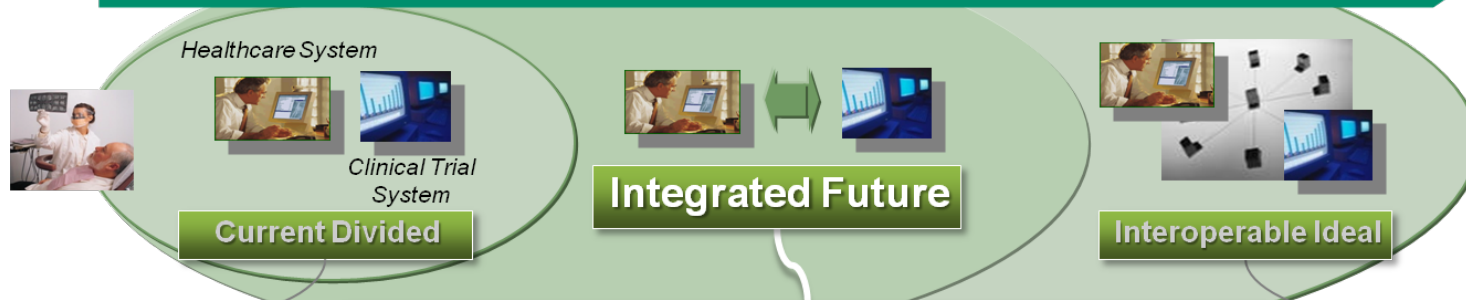 Healthcare System
Clinical Trial
System
Current Divided
Integrated Future
Interoperable Ideal